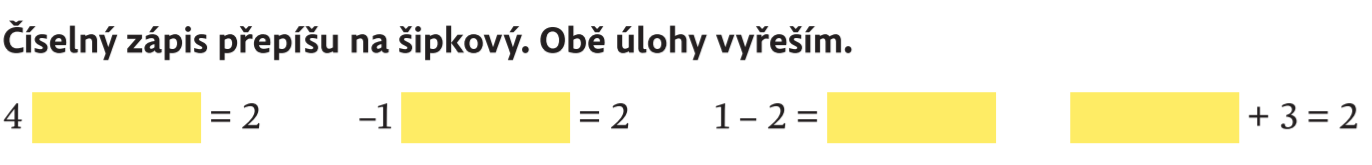 Číselný zápis přepíšu na šipkový. Obě úlohy vyřeším.
4 = 2 –1 = 2 1 – 2 = + 3 = 2